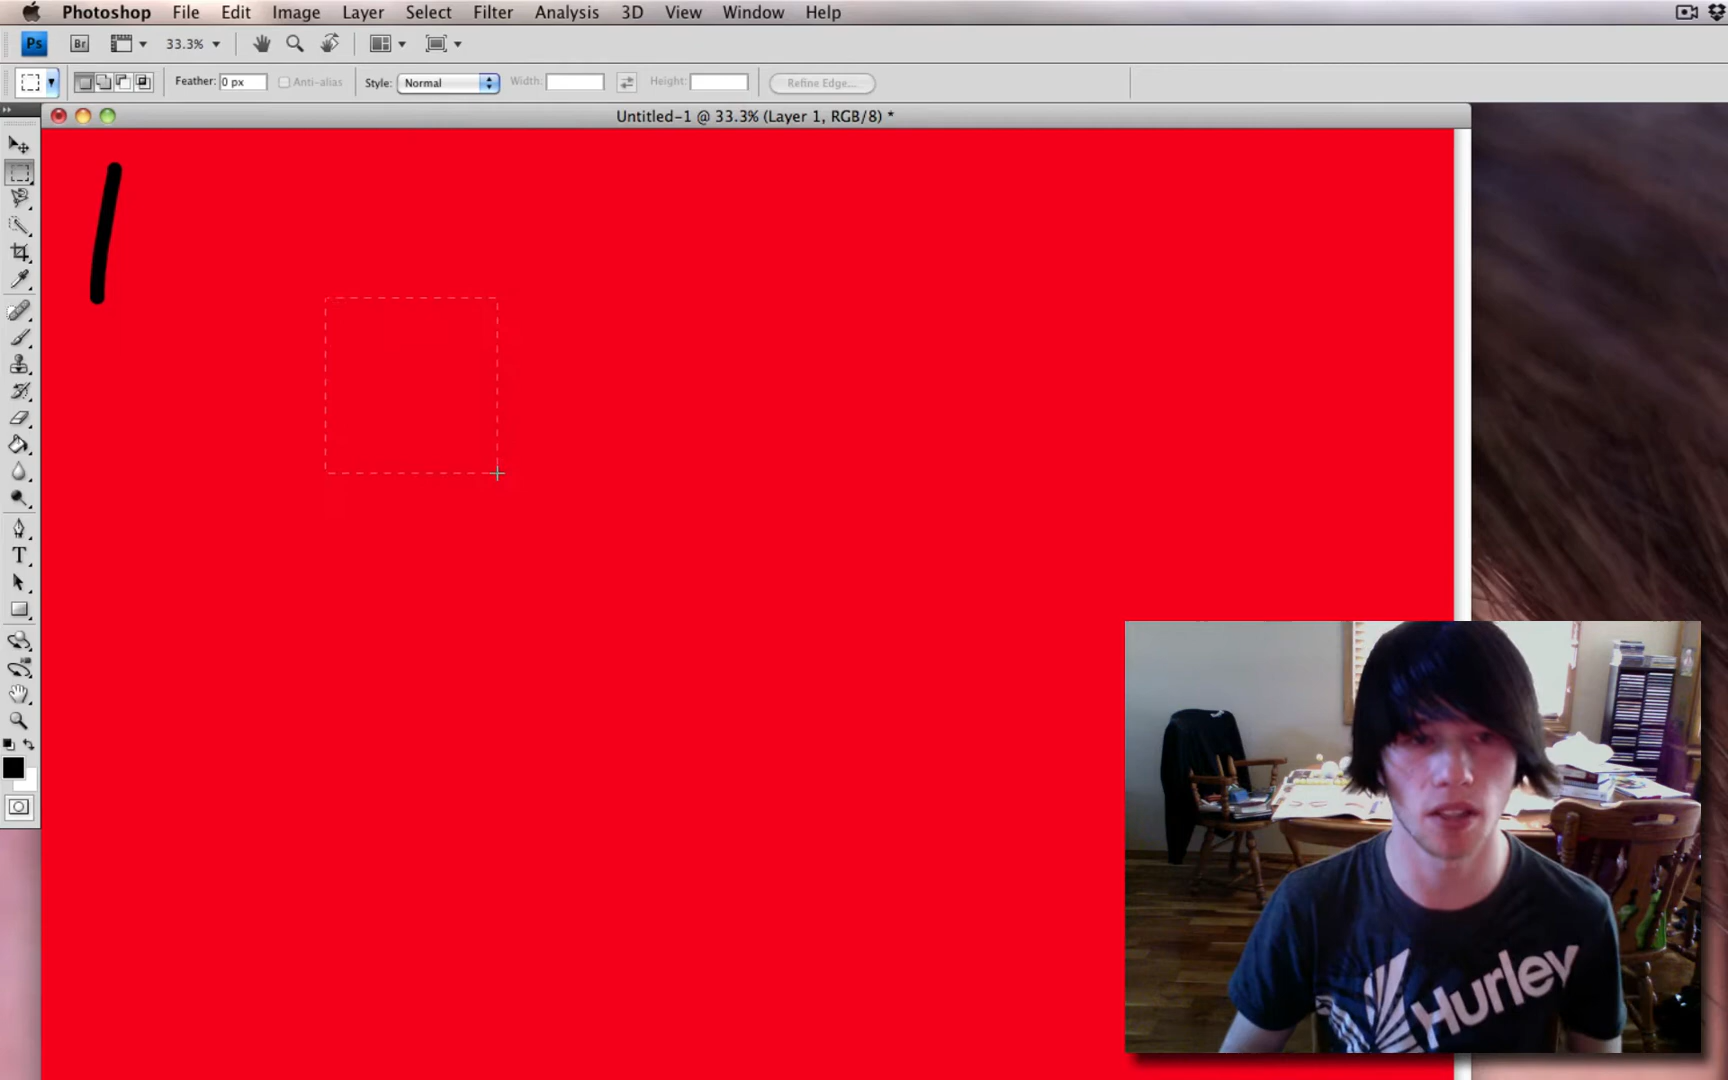 Photoshop File Edit Image Layer Select Filter Analysis 3D View Window Help
Ps Br 33.3%
Feather: 0 px Anti-alias Style: Normal Width: Height: Refine Edge...
Untitled-1 @ 33.3% (Layer 1, RGB/8) *
T
Hurley